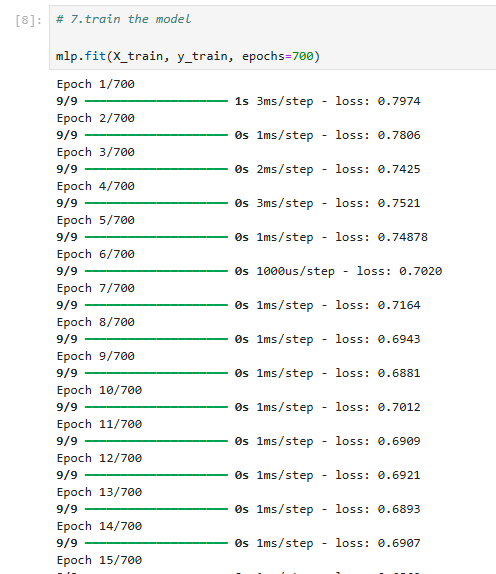 [8]: # 7.train the model
mlp.fit(X_train, y_train, epochs=700)
Epoch 1/700
9/9 1s 3ms/step - loss: 0.7974
Epoch 2/700
9/9 0s 1ms/step - loss: 0.7806
Epoch 3/700
9/9 0s 2ms/step - loss: 0.7425
Epoch 4/700
9/9 0s 3ms/step - loss: 0.7521
Epoch 5/700
9/9 0s 1ms/step - loss: 0.74878
Epoch 6/700
9/9 0s 1000us/step - loss: 0.7020
Epoch 7/700
9/9 0s 1ms/step - loss: 0.7164
Epoch 8/700
9/9 0s 1ms/step - loss: 0.6943
Epoch 9/700
9/9 0s 1ms/step - loss: 0.6881
Epoch 10/700
9/9 0s 1ms/step - loss: 0.7012
Epoch 11/700
9/9 0s 1ms/step - loss: 0.6909
Epoch 12/700
9/9 0s 1ms/step - loss: 0.6921
Epoch 13/700
9/9 0s 1ms/step - loss: 0.6893
Epoch 14/700
9/9 0s 1ms/step - loss: 0.6907
Epoch 15/700